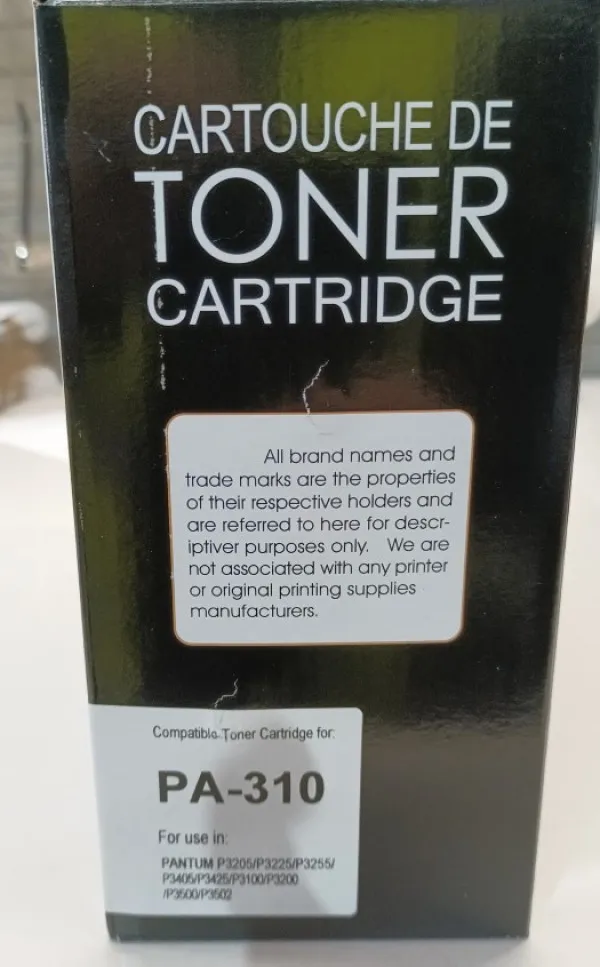 CARTOUCHE DE
TONER
CARTRIDGE
All brand names and
trade marks are the properties
of their respective holders and
are referred to here for descr-
iptiver purposes only. We are
not associated with any printer
or original printing supplies
manufacturers.
Compatible Toner Cartridge for:
PA-310
For use in:
PANTUM P3205/P3225/P3255/
P3405/P3425/P3100/P3200
/P3500/P3502